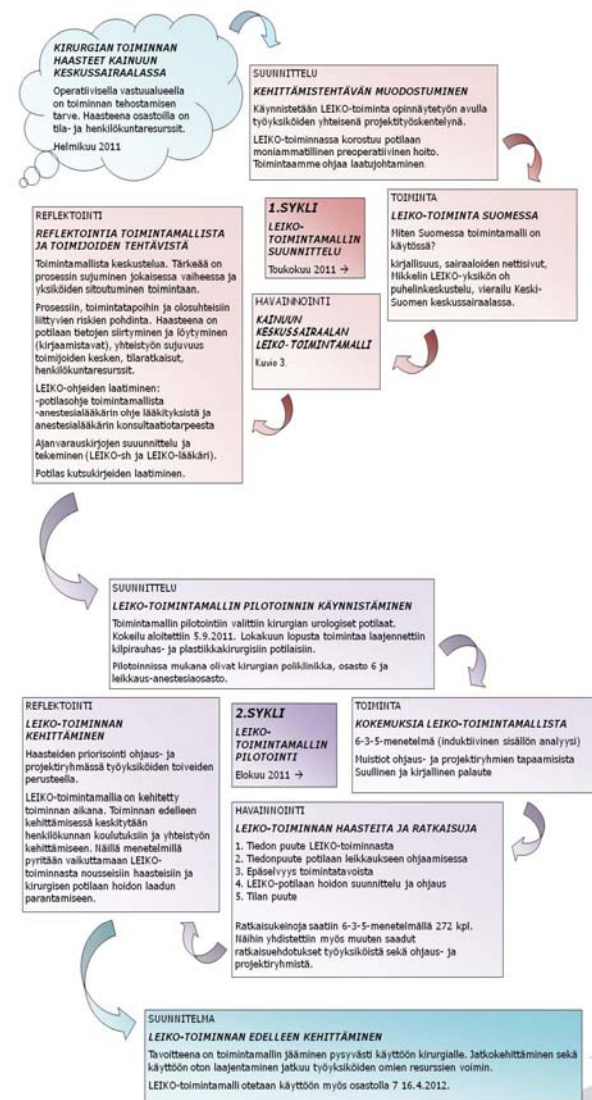 KIRURGIAN TOIMINNAN
HAASTEET KAINUUN
KESKUSSAIRAALASSA
Operatiivisella vastuualueella
on toiminnan tehostamisen
tarve. Haasteena osastoilla on
tila- ja henkilökuntaresurssit.
Helmikuu 2011
SUUNNITTELU
KEHITTÄMISTEHTÄVÄN MUODOSTUMINEN
Käynnistetään LEIKO-toiminta opinnäytetyön avulla
työyksiköiden yhteisenä projektityöskentelynä.
LEIKO-toiminnassa korostuu potilaan
moniammatillinen preoperatiivinen hoito.
Toimintaamme ohjaa laatujohtaminen.
TOIMINTA
LEIKO-TOIMINTA SUOMESSA
Miten Suomessa toimintamalli on
käytössä?
kirjallisuus, sairaaloiden nettisivut,
Mikkelin LEIKO-yksikön oh
puhelinkeskustelu, vierailu Keski-
Suomen keskussairaalassa.
1.SYKLI
LEIKO-
TOIMINTAMALLIN
SUUNNITTELU
Toukokuu 2011 →
HAVAINNOINTI
KAINUUN
KESKUSSAIRAALAN
LEIKO-TOIMINTAMALLI
Kuvio 3.
REFLEKTOINTI
REFLEKTOINTIA TOIMINTAMALLISTA
JA TOIMIJOIDEN TEHTÄVISTÄ
Toimintamallista keskustelua. Tärkeää on
prosessin sujuminen jokaisessa vaiheessa ja
yksiköiden sitoutuminen toimintaan.
Prosessiin, toimintatapoihin ja olosuhteisiin
liittyvien riskien pohdinta. Haasteena on
potilaan tietojen siirtyminen ja löytyminen
(kirjaamistavat), yhteistyön sujuvuus
toimijoiden kesken, tilaratkaisut,
henkilökuntaresurssit.
LEIKO-ohjeiden laatiminen:
-potilasohje toimintamallista
-anestesialääkärin ohje lääkityksistä ja
anestesialääkärin konsultaatiotarpeesta
Ajanvarauskirjojen suuunnittelu ja
tekeminen (LEIKO-sh ja LEIKO-lääkäri).
Potilas kutsukirjeiden laatiminen.
SUUNNITTELU
LEIKO-TOIMINTAMALLIN PILOTOINNIN KÄYNNISTÄMINEN
Toimintamallin pilotointiin valittiin kirurgian urologiset potilaat.
Kokeilu aloitettiin 5.9.2011. Lokakuun lopusta toimintaa laajennettiin
kilpirauhas- ja plastiikkakirurgisiin potilaisiin.
Pilotoinnissa mukana olivat kirurgian poliklinikka, osasto 6 ja
leikkaus-anestesiaosasto.
TOIMINTA
KOKEMUKSIA LEIKO-TOIMINTAMALLISTA
6-3-5-menetelmä (induktiivinen sisällön analyysi)
Muistiot ohjaus- ja projektiryhmien tapaamisista
Suullinen ja kirjallinen palaute
2.SYKLI
LEIKO-
TOIMINTAMALLIN
PILOTOINTI
Elokuu 2011 →
HAVAINNOINTI
LEIKO-TOIMINNAN HAASTEITA JA RATKAISUJA
1. Tiedon puute LEIKO-toiminnasta
2. Tiedonpuute potilaan leikkaukseen ohjaamisessa
3. Epäselvyys toimintatavoista
4. LEIKO-potilaan hoidon suunnittelu ja ohjaus
5. Tilan puute
Ratkaisukeinoja saatiin 6-3-5-menetelmällä 272 kpl.
Näihin yhdistettiin myös muuten saadut
ratkaisuehdotukset työyksiköistä sekä ohjaus- ja
projektiryhmistä.
REFLEKTOINTI
LEIKO-TOIMINNAN
KEHITTÄMINEN
Haasteiden priorisointi ohjaus- ja
projektiryhmässä työyksiköiden toiveiden
perusteella.
LEIKO-toimintamallia on kehitetty
toiminnan aikana. Toiminnan edelleen
kehittämisessä keskitytään
henkilökunnan koulutuksiin ja yhteistyön
kehittämiseen. Näillä menetelmillä
pyritään vaikuttamaan LEIKO-
toiminnasta nousseisiin haasteisiin ja
kirurgisen potilaan hoidon laadun
parantamiseen.
SUUNNITELMA
LEIKO-TOIMINNAN EDELLEEN KEHITTÄMINEN
Tavoitteena on toimintamallin jääminen pysyvästi käyttöön kirurgialle. Jatkokehittäminen sekä
käyttöön oton laajentaminen jatkuu työyksiköiden omien resurssien voimin.
LEIKO-toimintamalli otetaan käyttöön myös osastolla 7 16.4.2012.